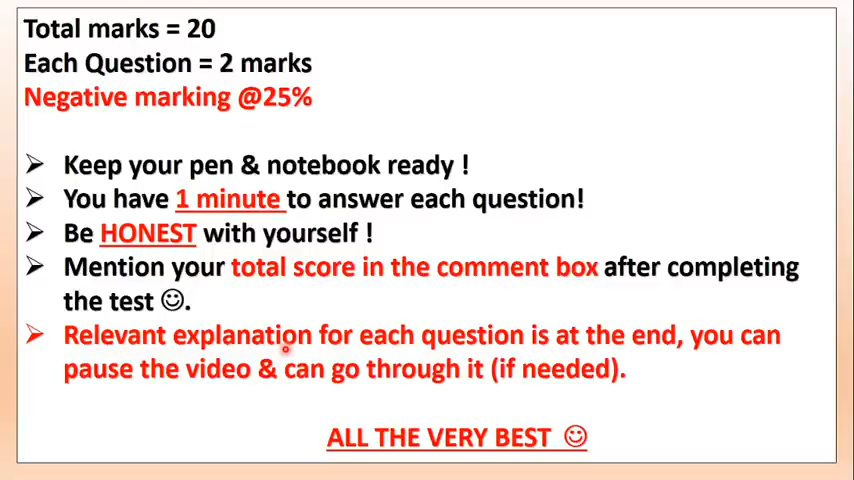 Total marks = 20
Each Question = 2 marks
Negative marking @25%
➢ Keep your pen & notebook ready !
➢ You have 1 minute to answer each question!
➢ Be HONEST with yourself !
➢ Mention your total score in the comment box after completing
the test ☺.
➢ Relevant explanation for each question is at the end, you can
pause the video & can go through it (if needed).
ALL THE VERY BEST ☺